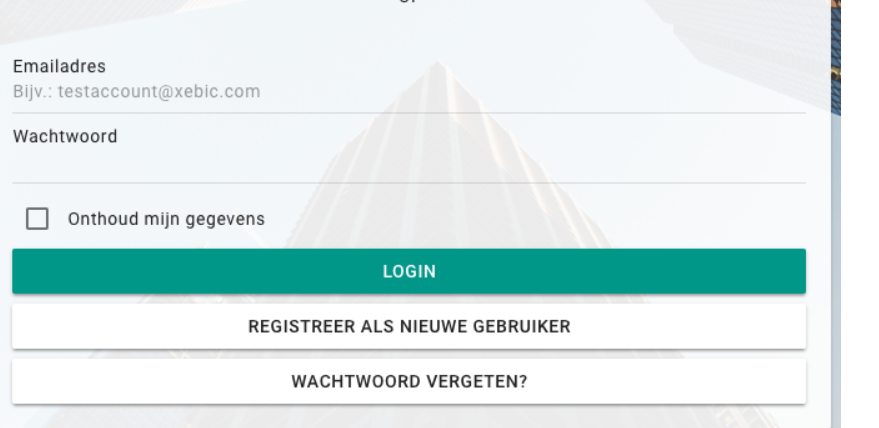 Emailadres
Bijv.: testaccount@xebic.com
Wachtwoord
Onthoud mijn gegevens
LOGIN
REGISTREER ALS NIEUWE GEBRUIKER
WACHTWOORD VERGETEN?